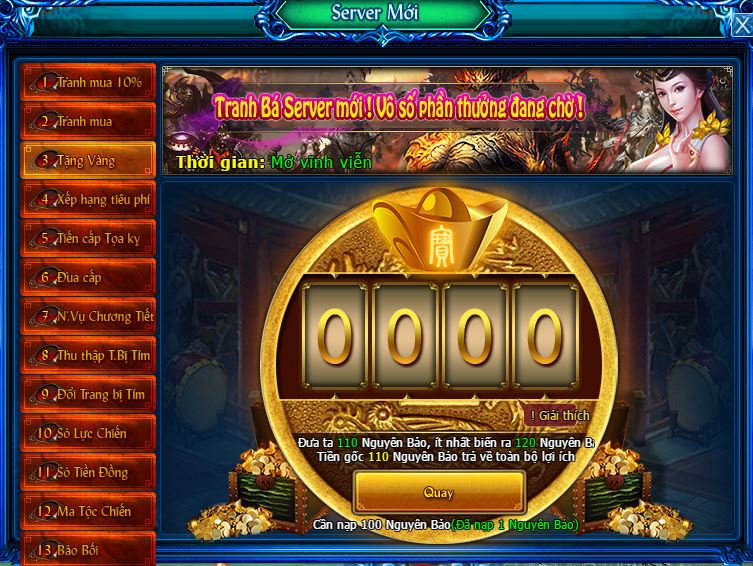 Server Mới
X
1 .Tranh mua 10%
2 .Tranh mua
3 .Tặng Vàng
4 .Xếp hạng tiêu phí
5 .Tiến cấp Tọa kỵ
6 .Đua cấp
7 .N.Vụ Chương Tiết
8 .Thu thập T.Bị Tím
9 .Đổi Trang bị Tím
10.Sỏ Lực Chiến
11.Sỏ Tiền Đồng
12.Ma Tộc Chiến
13.Bảo Bối
Tranh Bá Server mới ! Vô số phần thưởng đang chờ !
Thời gian: Mở vĩnh viễn
寶
0 0 0 0
! Giải thích
Đưa ta 110 Nguyên Bảo, ít nhất biến ra 120 Nguyên B
Tiền gốc 110 Nguyên Bảo trả về toàn bộ lợi ích
Quay
Cần nạp 100 Nguyên Bảo(Đã nạp 1 Nguyên Bảo)